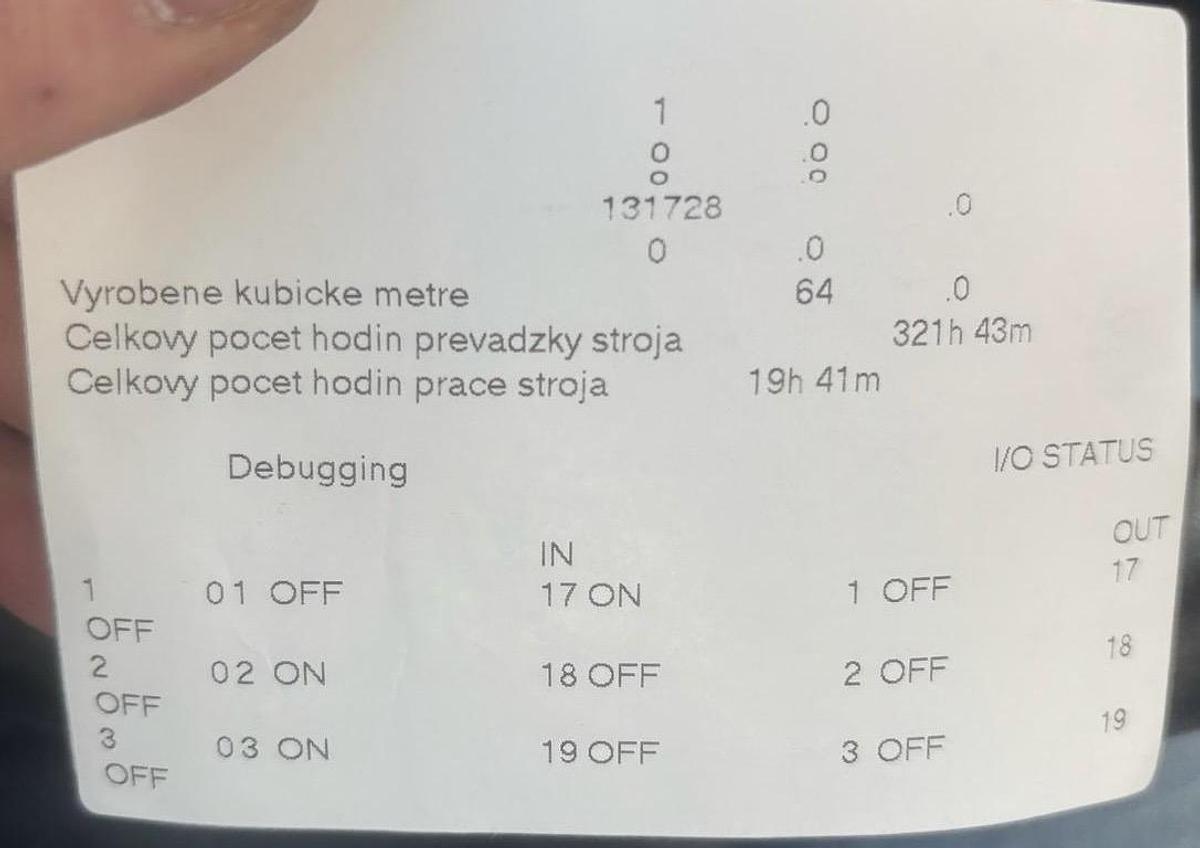 1 .0
0 .0
0 .0
131728 .0
0 .0
Vyrobene kubicke metre 64 .0
Celkovy pocet hodin prevadzky stroja 321h 43m
Celkovy pocet hodin prace stroja 19h 41m
Debugging I/O STATUS
IN OUT
1 01 OFF 17 ON 1 OFF 17
OFF
2 02 ON 18 OFF 2 OFF 18
OFF
3 03 ON 19 OFF 3 OFF 19
OFF